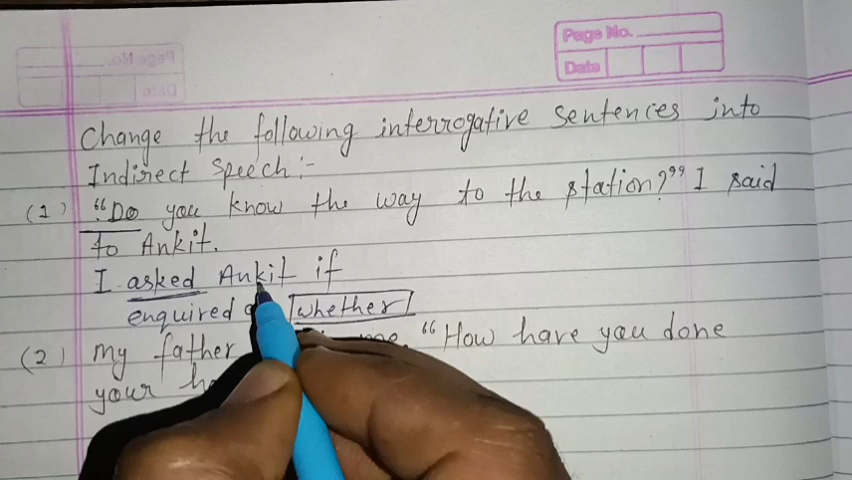 Page No.
Date
Change the following interrogative sentences into
Indirect Speech :-
(1) "Do you know the way to the station?" I said
to Ankit.
I asked Ankit if
enquired whether
(2) My father me, "How have you done
your